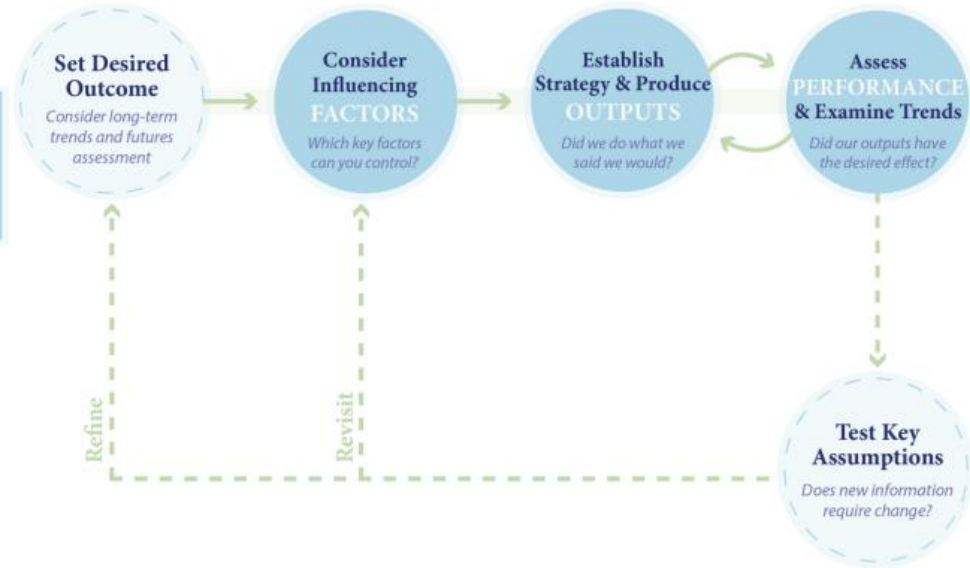 Set Desired
Outcome
Consider long-term
trends and futures
assessment
Consider
Influencing
FACTORS
Which key factors
can you control?
Establish
Strategy & Produce
OUTPUTS
Did we do what we
said we would?
Assess
PERFORMANCE
& Examine Trends
Did our outputs have
the desired effect?
Refine
Revisit
Test Key
Assumptions
Does new information
require change?